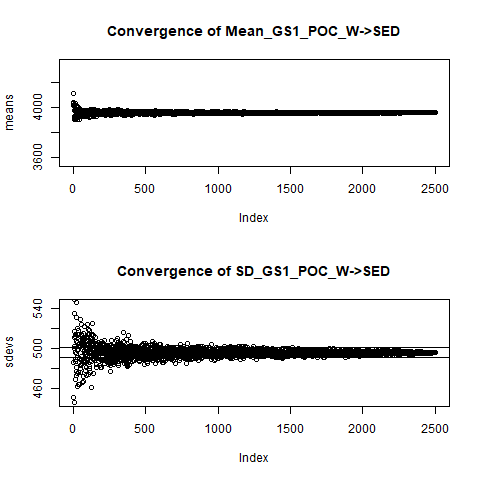 Convergence of Mean_GS1_POC_W->SED
means
4000
3600
0 500 1000 1500 2000 2500
Index
Convergence of SD_GS1_POC_W->SED
sdevs
540
500
460
0 500 1000 1500 2000 2500
Index